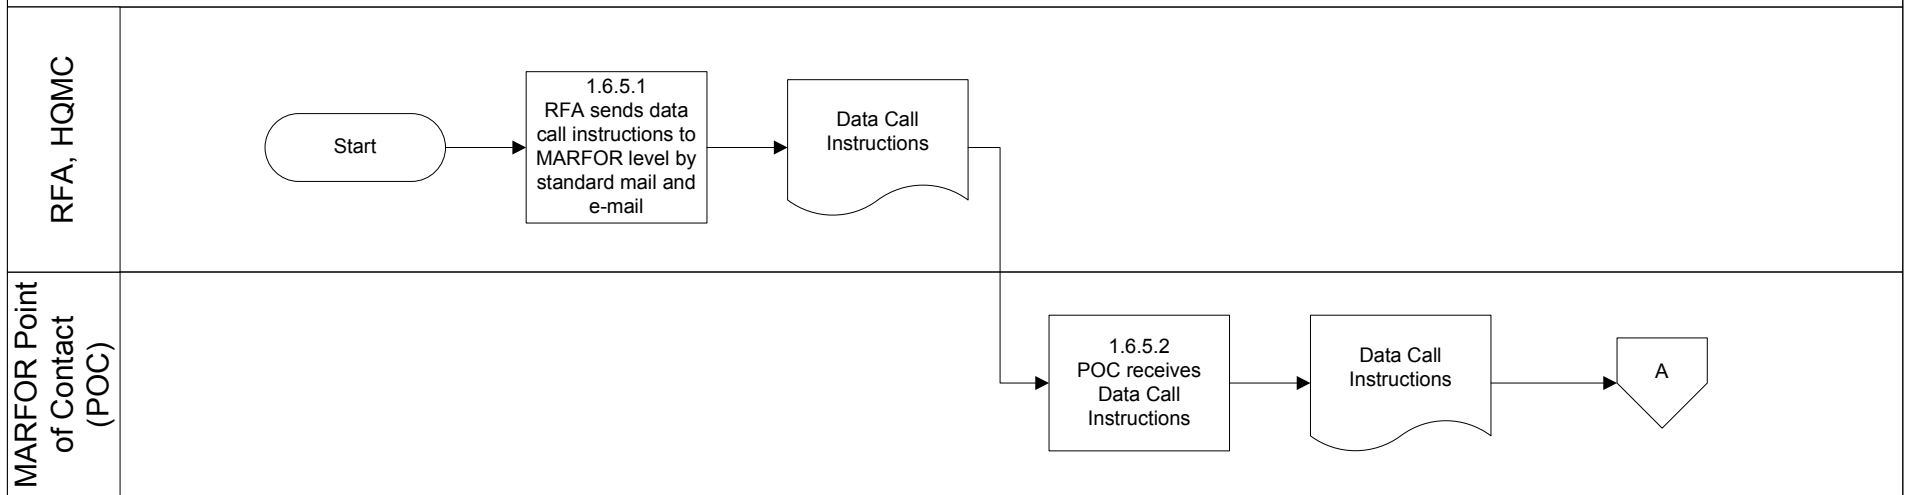 RFA, HQMC
Start
1.6.5.1
RFA sends data
call instructions to
MARFOR level by
standard mail and
e-mail
Data Call
Instructions
MARFOR Point
of Contact
(POC)
1.6.5.2
POC receives
Data Call
Instructions
Data Call
Instructions
A